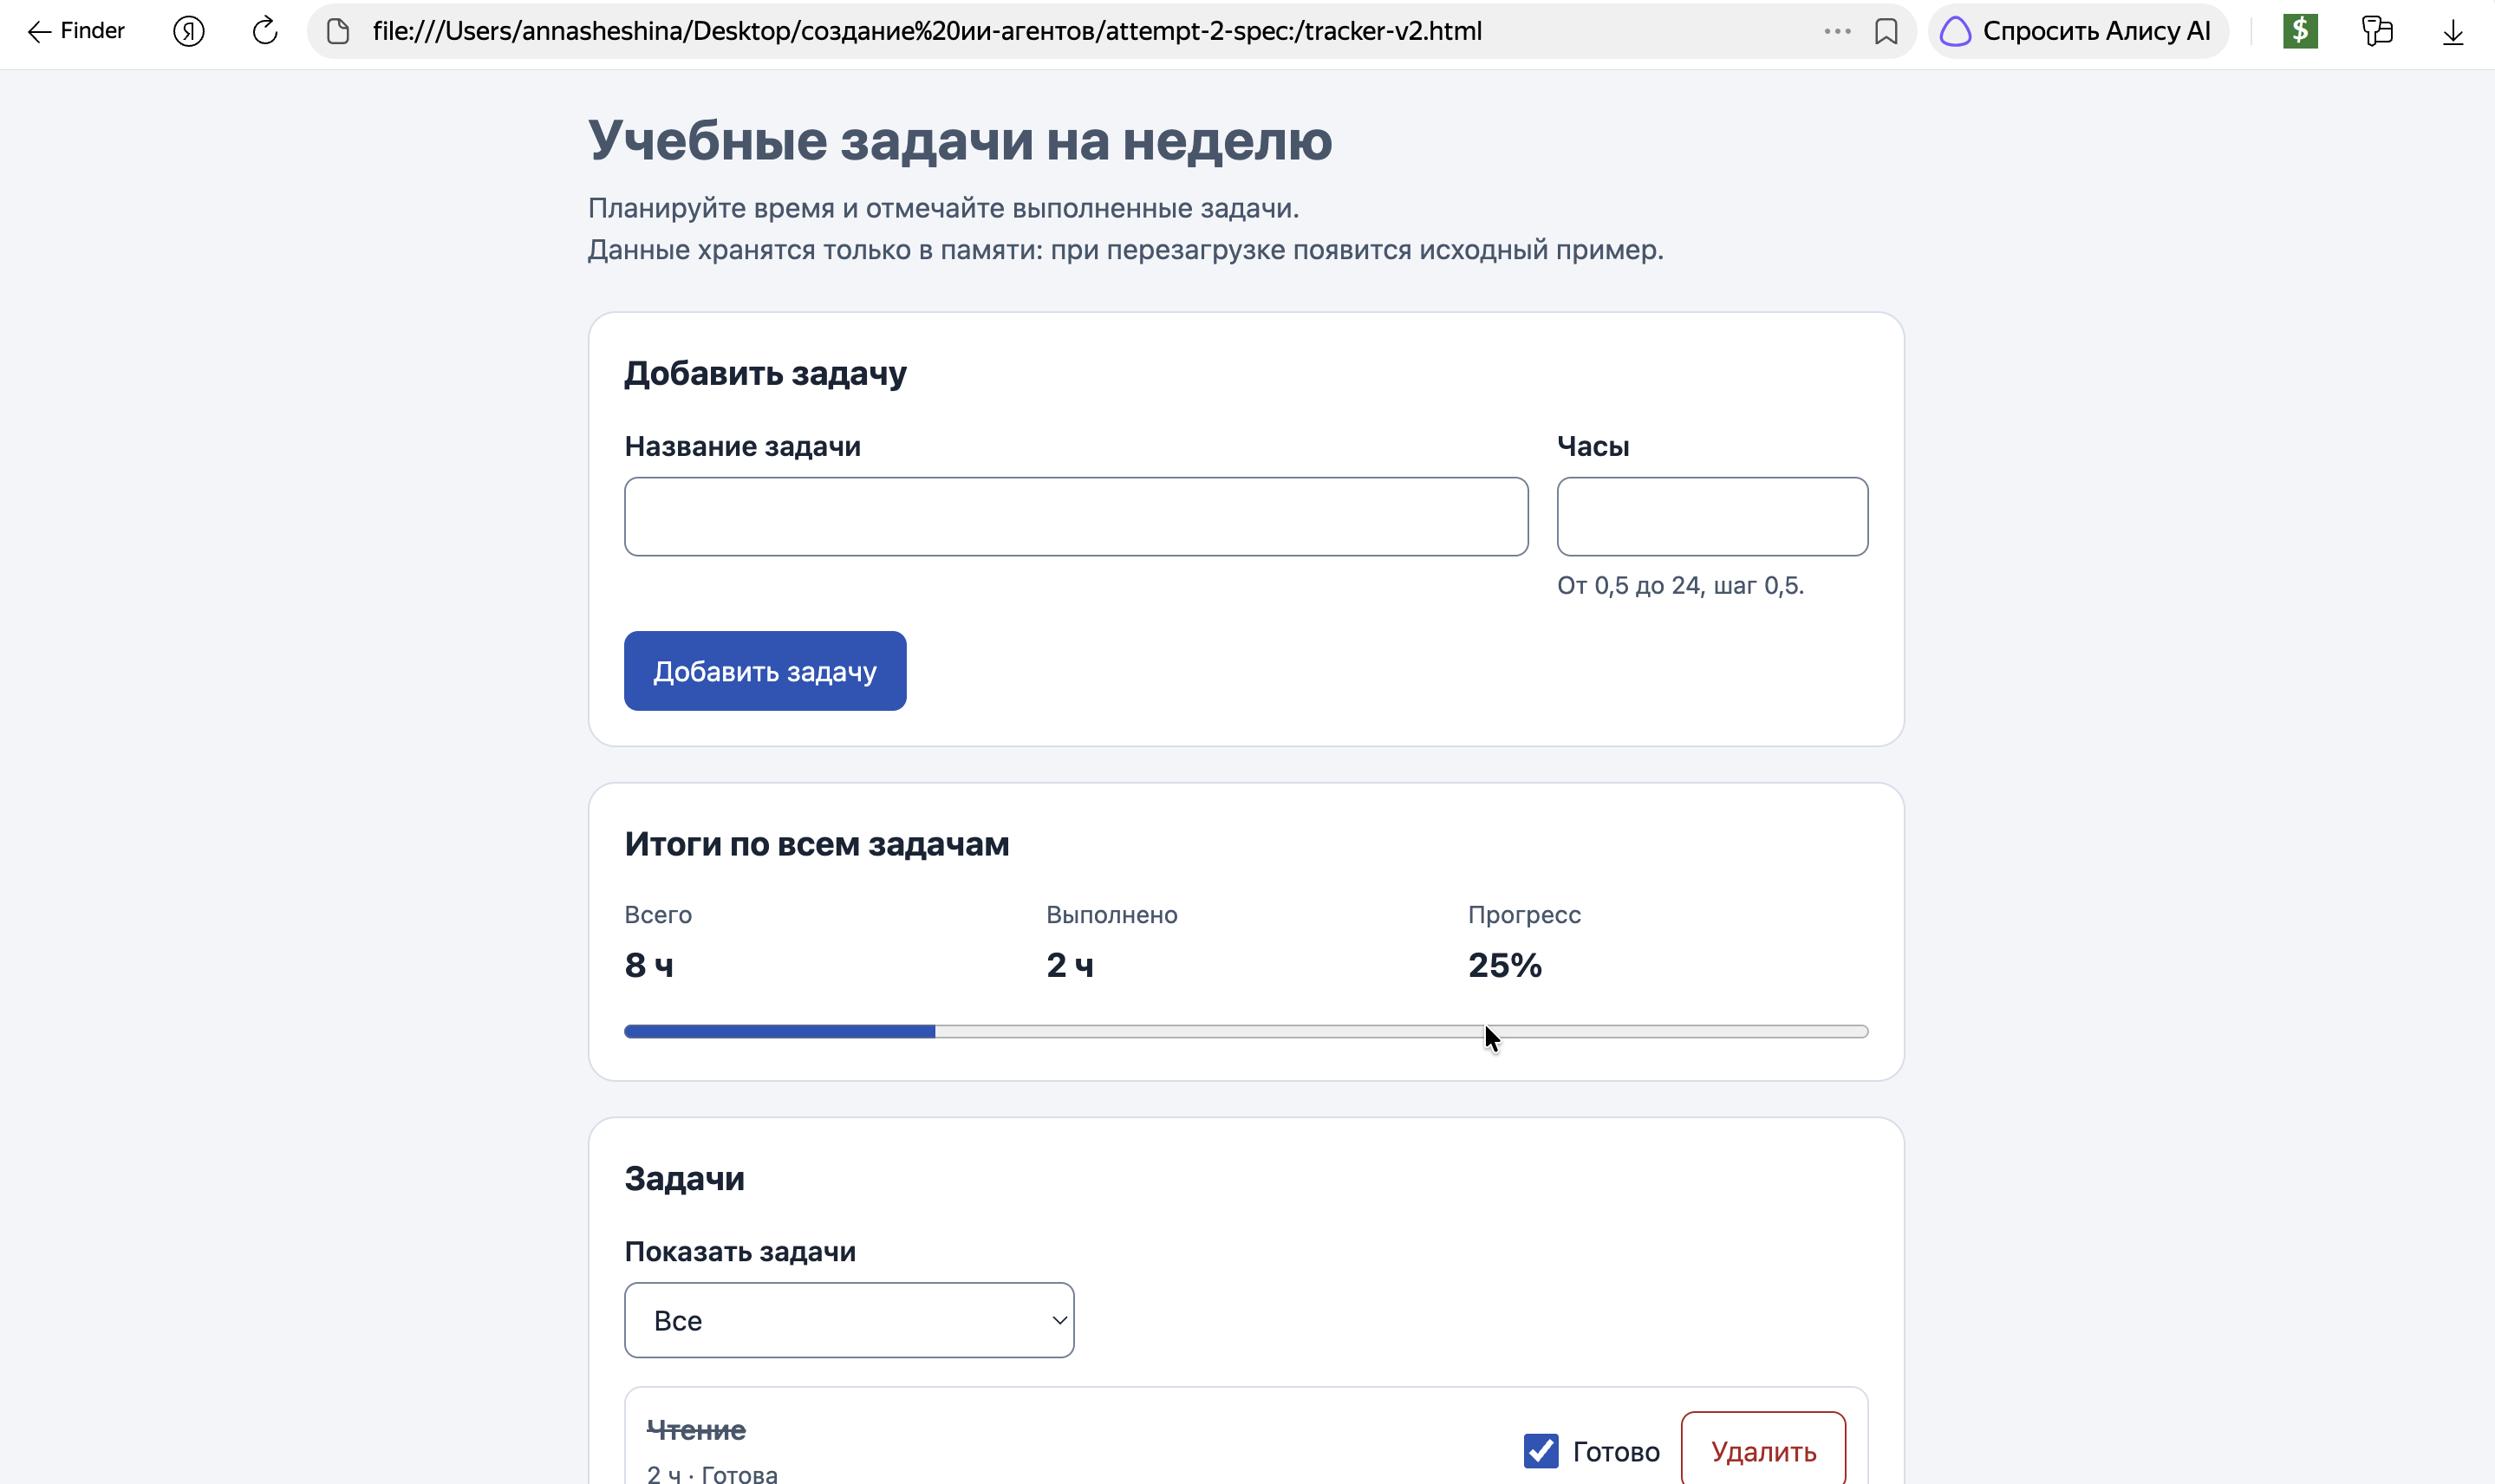 Finder
Я
file:///Users/annasheshina/Desktop/создание%20ии-агентов/attempt-2-spec:/tracker-v2.html
Спросить Алису AI
$
Учебные задачи на неделю
Планируйте время и отмечайте выполненные задачи.
Данные хранятся только в памяти: при перезагрузке появится исходный пример.
Добавить задачу
Название задачи
Часы
От 0,5 до 24, шаг 0,5.
Добавить задачу
Итоги по всем задачам
Всего
Выполнено
Прогресс
8 ч
2 ч
25%
Задачи
Показать задачи
Все
Чтение
Готово
Удалить
2 ч · Готова